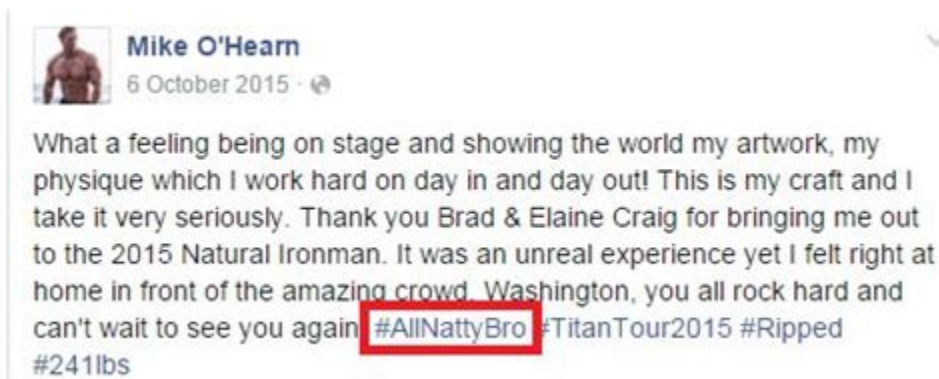 Mike O'Hearn
6 October 2015 ·
What a feeling being on stage and showing the world my artwork, my
physique which I work hard on day in and day out! This is my craft and I
take it very seriously. Thank you Brad & Elaine Craig for bringing me out
to the 2015 Natural Ironman. It was an unreal experience yet I felt right at
home in front of the amazing crowd. Washington, you all rock hard and
can't wait to see you again #AllNattyBro #TitanTour2015 #Ripped
#241lbs